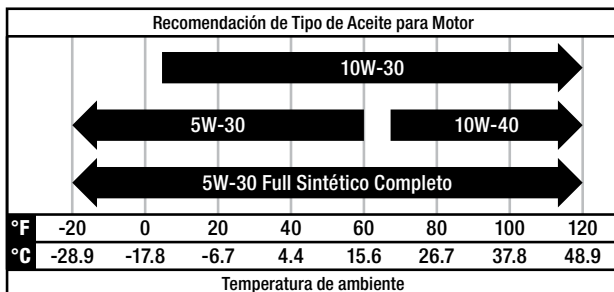 Recomendación de Tipo de Aceite para Motor
10W-30
5W-30 10W-40
5W-30 Full Sintético Completo
°F -20 0 20 40 60 80 100 120
°C -28.9 -17.8 -6.7 4.4 15.6 26.7 37.8 48.9
Temperatura de ambiente